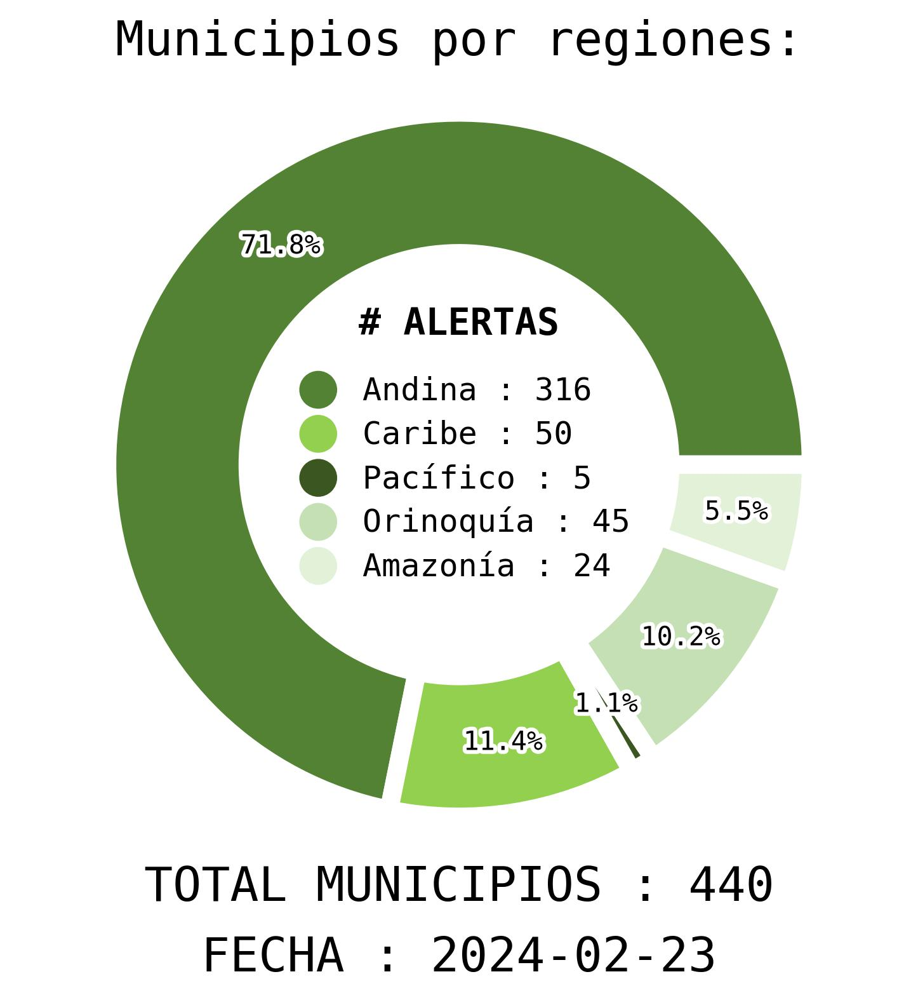 Municipios por regiones:
71.8%
# ALERTAS
Andina : 316
Caribe : 50
Pacífico : 5
Orinoquía : 45
Amazonía : 24
5.5%
10.2%
1.1%
11.4%
TOTAL MUNICIPIOS : 440
FECHA : 2024-02-23